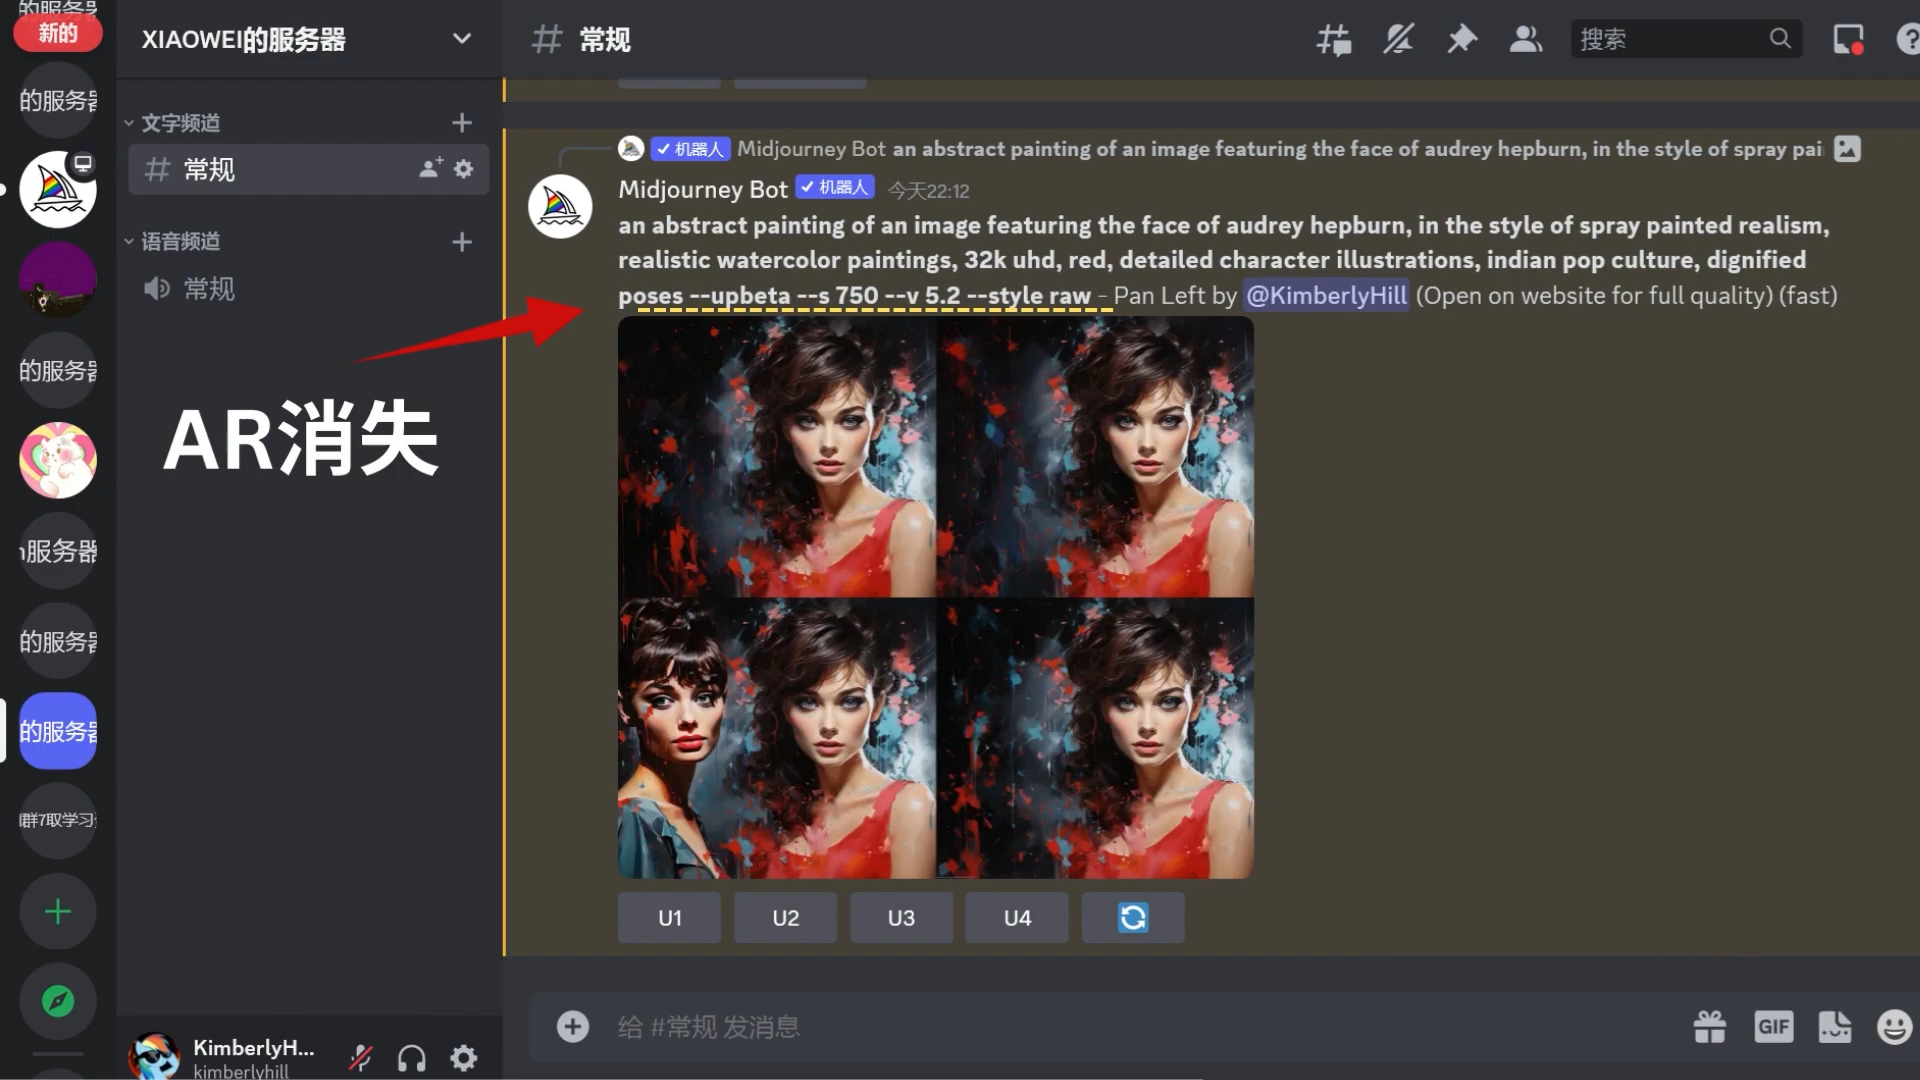 新的
的服务器
的服务器
n服务器
的服务器
的服务器
群7取学习
XIAOWEI的服务器
文字频道
常规
语音频道
常规
AR消失
KimberlyH...
kimberlyhill
常规
搜索
机器人 Midjourney Bot an abstract painting of an image featuring the face of audrey hepburn, in the style of spray pai
Midjourney Bot 机器人 今天22:12
an abstract painting of an image featuring the face of audrey hepburn, in the style of spray painted realism,
realistic watercolor paintings, 32k uhd, red, detailed character illustrations, indian pop culture, dignified
poses --upbeta --s 750 --v 5.2 --style raw - Pan Left by @KimberlyHill (Open on website for full quality) (fast)
U1 U2 U3 U4
给 #常规 发消息
GIF